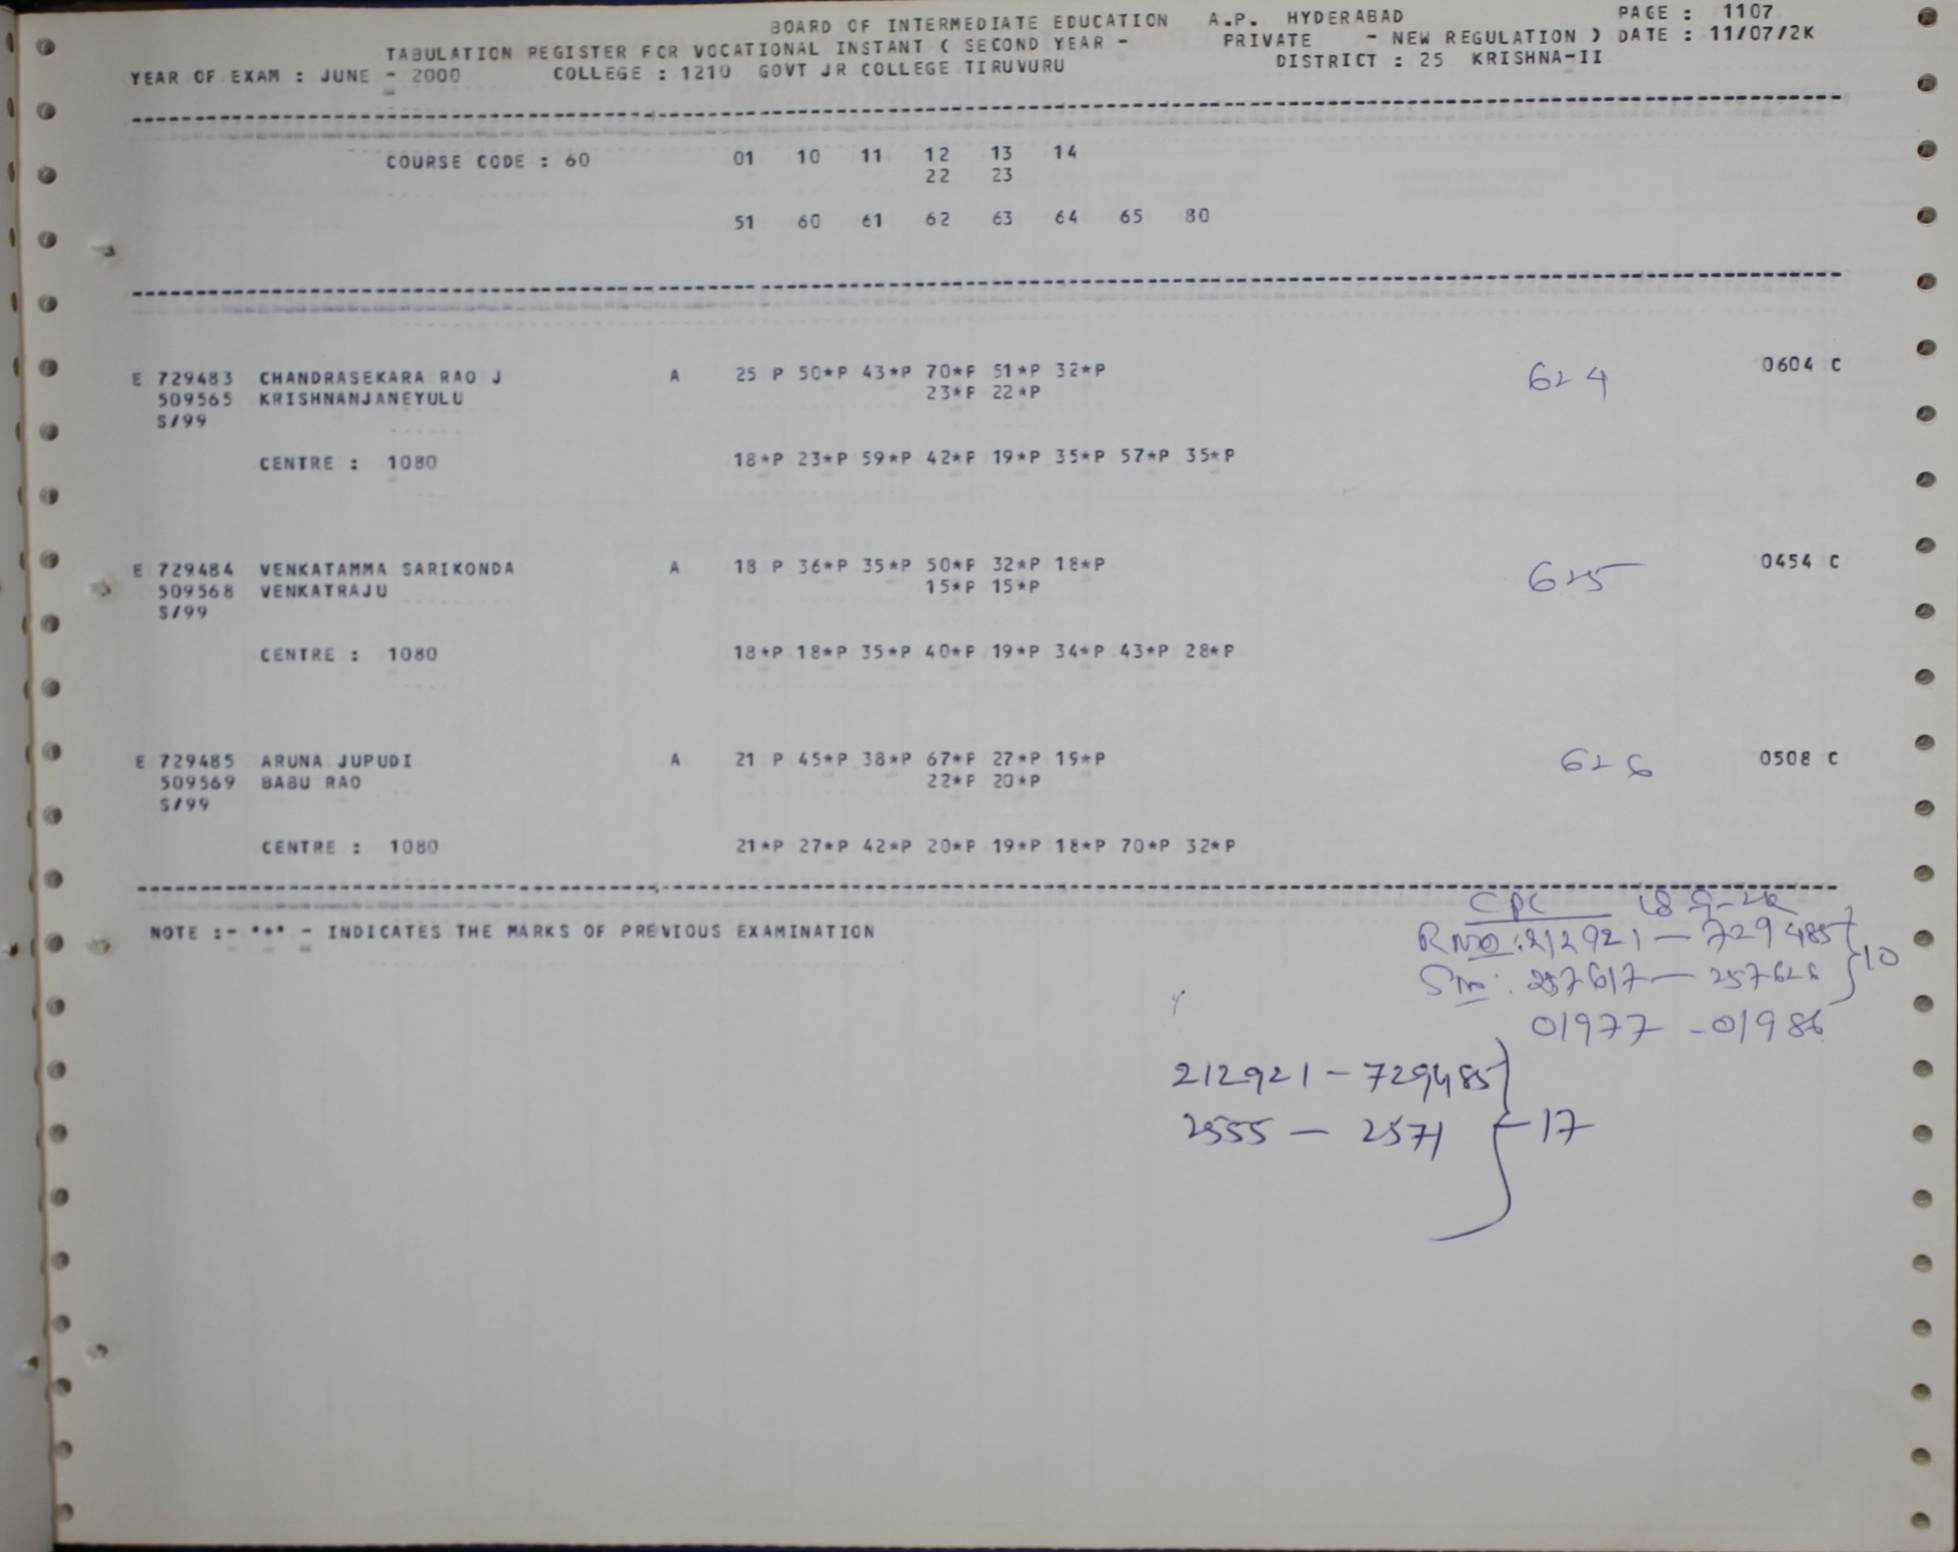 BOARD OF INTERMEDIATE EDUCATION A.P. HYDERABAD PAGE : 1107
TABULATION REGISTER FOR VOCATIONAL INSTANT ( SECOND YEAR - PRIVATE - NEW REGULATION ) DATE : 11/07/2K
YEAR OF EXAM : JUNE - 2000 COLLEGE : 1210 GOVT JR COLLEGE TIRUVURU DISTRICT : 25 KRISHNA-II
COURSE CODE : 60 01 10 11 12 13 14
22 23
51 60 61 62 63 64 65 80
E 729483 CHANDRASEKARA RAO J A 25 P 50*P 43*P 70*P 51*P 32*P 624 0604 C
509565 KRISHNANJANEYULU 23*P 22*P
S/99
CENTRE : 1080 18*P 23*P 59*P 42*P 19*P 35*P 57*P 35*P
E 729484 VENKATAMMA SARIKONDA A 18 P 36*P 35*P 50*P 32*P 18*P 625 0454 C
509568 VENKATRAJU 15*P 15*P
S/99
CENTRE : 1080 18*P 18*P 35*P 40*P 19*P 34*P 43*P 28*P
E 729485 ARUNA JUPUDI A 21 P 45*P 38*P 67*P 27*P 19*P 626 0508 C
509569 BABU RAO 22*P 20*P
S/99
CENTRE : 1080 21*P 27*P 42*P 20*P 19*P 18*P 70*P 32*P
NOTE :- "*" - INDICATES THE MARKS OF PREVIOUS EXAMINATION
CPC
RNO : 212921 - 729485 } 10
257617 - 257626
01977 - 01986
212921 - 729485 } 17
2555 - 2571